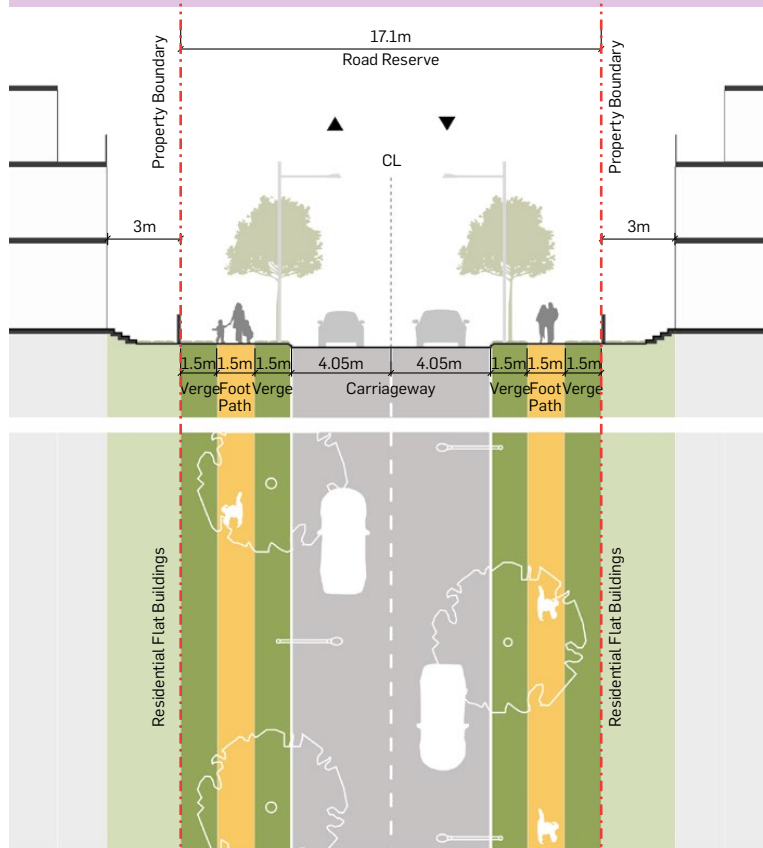 17.1m
Road Reserve
Property Boundary
Property Boundary
CL
3m
3m
1.5m 1.5m 1.5m 4.05m 4.05m 1.5m 1.5m 1.5m
Verge Foot Verge Carriageway Verge Foot Verge
Path Path
Residential Flat Buildings
Residential Flat Buildings